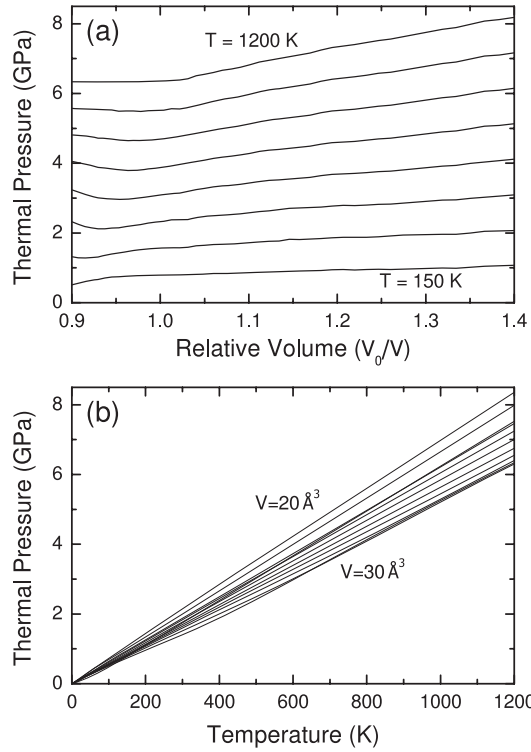 (a)
T = 1200 K
T = 150 K
Thermal Pressure (GPa)
8
6
4
2
0
0.9 1.0 1.1 1.2 1.3 1.4
Relative Volume (V₀/V)
(b)
V=20 Å³
V=30 Å³
Thermal Pressure (GPa)
8
6
4
2
0
0 200 400 600 800 1000 1200
Temperature (K)